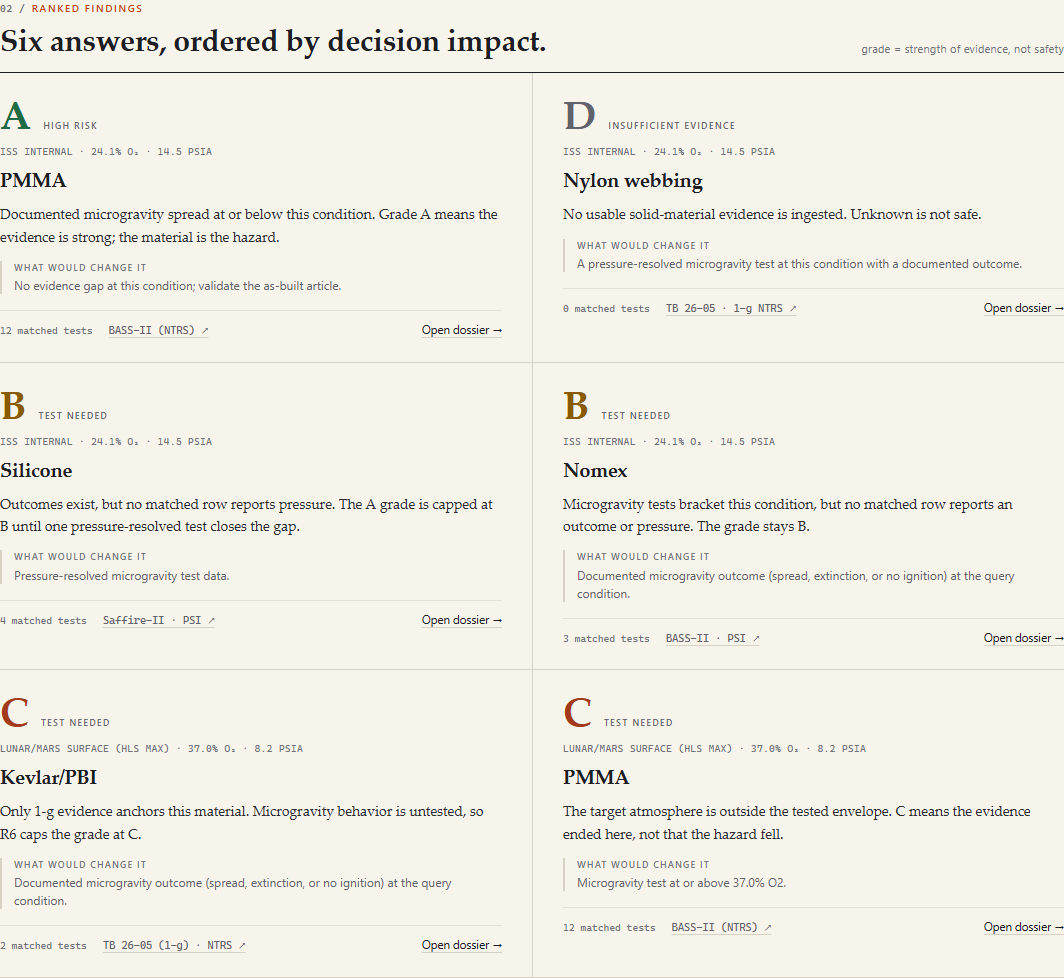 02 / RANKED FINDINGS
Six answers, ordered by decision impact.
grade = strength of evidence, not safety
A HIGH RISK
ISS INTERNAL · 24.1% O₂ · 14.5 PSIA
PMMA
Documented microgravity spread at or below this condition. Grade A means the
evidence is strong; the material is the hazard.
WHAT WOULD CHANGE IT
No evidence gap at this condition; validate the as-built article.
12 matched tests BASS-II (NTRS) ↗ Open dossier →
D INSUFFICIENT EVIDENCE
ISS INTERNAL · 24.1% O₂ · 14.5 PSIA
Nylon webbing
No usable solid-material evidence is ingested. Unknown is not safe.
WHAT WOULD CHANGE IT
A pressure-resolved microgravity test at this condition with a documented outcome.
0 matched tests TB 26-05 · 1-g NTRS ↗ Open dossier →
B TEST NEEDED
ISS INTERNAL · 24.1% O₂ · 14.5 PSIA
Silicone
Outcomes exist, but no matched row reports pressure. The A grade is capped at
B until one pressure-resolved test closes the gap.
WHAT WOULD CHANGE IT
Pressure-resolved microgravity test data.
4 matched tests Saffire-II · PSI ↗ Open dossier →
B TEST NEEDED
ISS INTERNAL · 24.1% O₂ · 14.5 PSIA
Nomex
Microgravity tests bracket this condition, but no matched row reports an
outcome or pressure. The grade stays B.
WHAT WOULD CHANGE IT
Documented microgravity outcome (spread, extinction, or no ignition) at the query
condition.
3 matched tests BASS-II · PSI ↗ Open dossier →
C TEST NEEDED
LUNAR/MARS SURFACE (HLS MAX) · 37.0% O₂ · 8.2 PSIA
Kevlar/PBI
Only 1-g evidence anchors this material. Microgravity behavior is untested, so
R6 caps the grade at C.
WHAT WOULD CHANGE IT
Documented microgravity outcome (spread, extinction, or no ignition) at the query
condition.
2 matched tests TB 26-05 (1-g) · NTRS ↗ Open dossier →
C TEST NEEDED
LUNAR/MARS SURFACE (HLS MAX) · 37.0% O₂ · 8.2 PSIA
PMMA
The target atmosphere is outside the tested envelope. C means the evidence
ended here, not that the hazard fell.
WHAT WOULD CHANGE IT
Microgravity test at or above 37.0% O2.
12 matched tests BASS-II (NTRS) ↗ Open dossier →